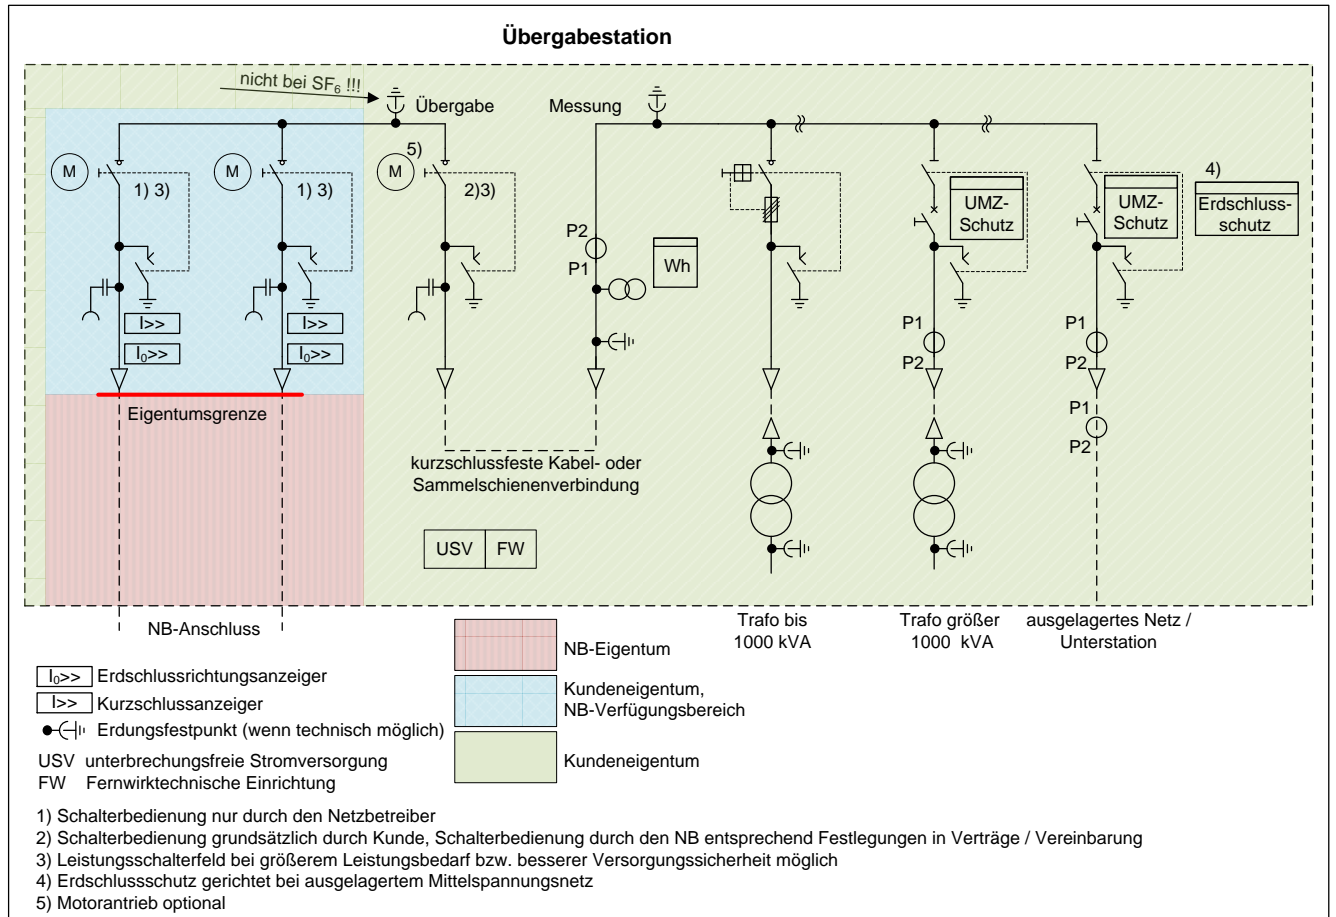 Übergabestation
nicht bei SF₆ !!!
Übergabe
Messung
M
1) 3)
M
1) 3)
5)
M
2)3)
P2
P1
Wh
UMZ-
Schutz
UMZ-
Schutz
4)
Erdschluss-
schutz
I>>
I₀>>
I>>
I₀>>
P1
P2
P1
P2
P1
P2
Eigentumsgrenze
kurzschlussfeste Kabel- oder
Sammelschienenverbindung
USV FW
NB-Anschluss
Trafo bis
1000 kVA
Trafo größer
1000 kVA
ausgelagertes Netz /
Unterstation
NB-Eigentum
Kundeneigentum,
NB-Verfügungsbereich
Kundeneigentum
I₀>> Erdschlussrichtungsanzeiger
I>> Kurzschlussanzeiger
Erdungsfestpunkt (wenn technisch möglich)
USV unterbrechungsfreie Stromversorgung
FW Fernwirktechnische Einrichtung
1) Schalterbedienung nur durch den Netzbetreiber
2) Schalterbedienung grundsätzlich durch Kunde, Schalterbedienung durch den NB entsprechend Festlegungen in Verträge / Vereinbarung
3) Leistungsschalterfeld bei größerem Leistungsbedarf bzw. besserer Versorgungssicherheit möglich
4) Erdschlussschutz gerichtet bei ausgelagertem Mittelspannungsnetz
5) Motorantrieb optional